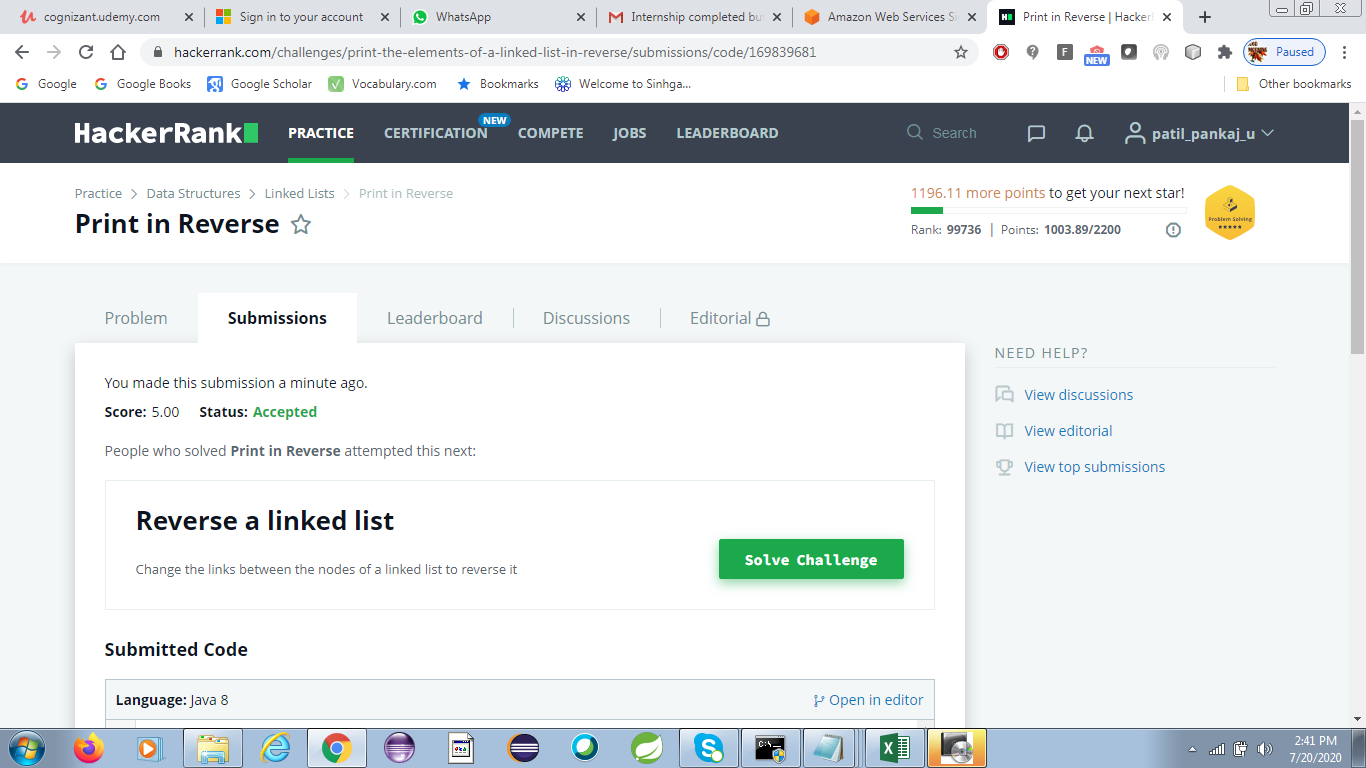 cognizant.udemy.com
Sign in to your account
WhatsApp
Internship completed bu
Amazon Web Services Si
Print in Reverse | HackerR
hackerrank.com/challenges/print-the-elements-of-a-linked-list-in-reverse/submissions/code/169839681
NEW
Paused
Google
Google Books
Google Scholar
Vocabulary.com
Bookmarks
Welcome to Sinhga...
Other bookmarks
HackerRank
PRACTICE
CERTIFICATION
NEW
COMPETE
JOBS
LEADERBOARD
Search
patil_pankaj_u
Practice > Data Structures > Linked Lists > Print in Reverse
Print in Reverse
1196.11 more points to get your next star!
Rank: 99736 | Points: 1003.89/2200
Problem Solving
Problem
Submissions
Leaderboard
Discussions
Editorial
NEED HELP?
View discussions
View editorial
View top submissions
You made this submission a minute ago.
Score: 5.00 Status: Accepted
People who solved Print in Reverse attempted this next:
Reverse a linked list
Change the links between the nodes of a linked list to reverse it
Solve Challenge
Submitted Code
Language: Java 8
Open in editor
2:41 PM
7/20/2020